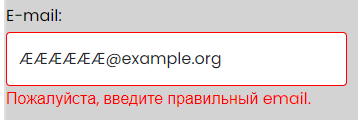 E-mail:
ÆÆÆÆÆÆ@example.org
Пожалуйста, введите правильный email.